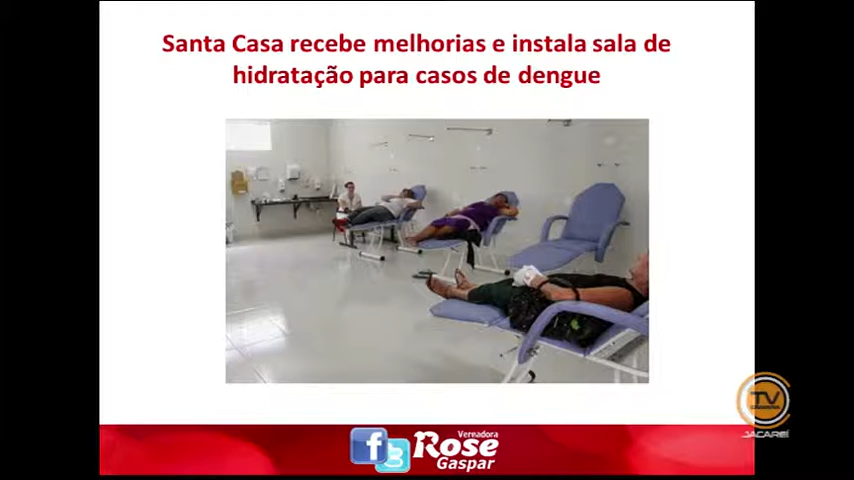 Santa Casa recebe melhorias e instala sala de
hidratação para casos de dengue
TV
JACAREÍ
Vereadora
Rose
Gaspar